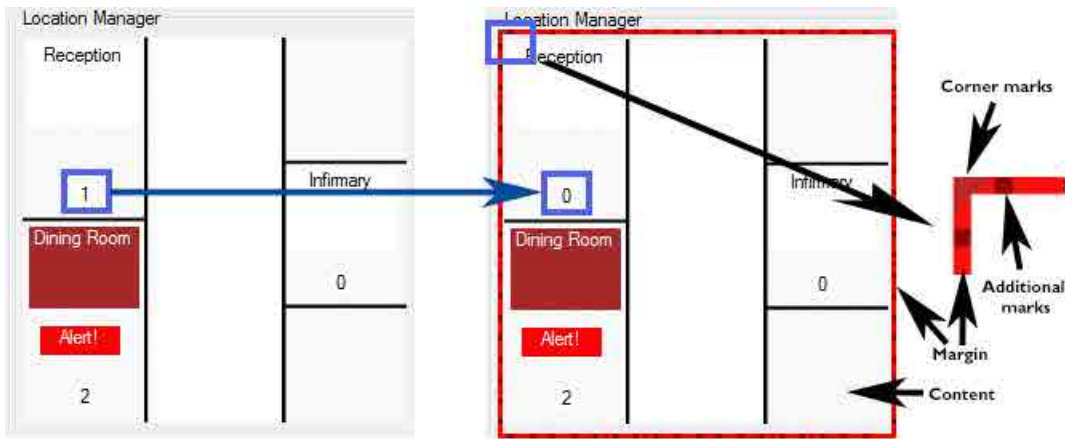 Location Manager
Reception
1
Infirmary
Dining Room
0
Alert!
2
Location Manager
Reception
0
Infirmary
Dining Room
0
Alert!
2
Corner marks
Additional
marks
Margin
Content